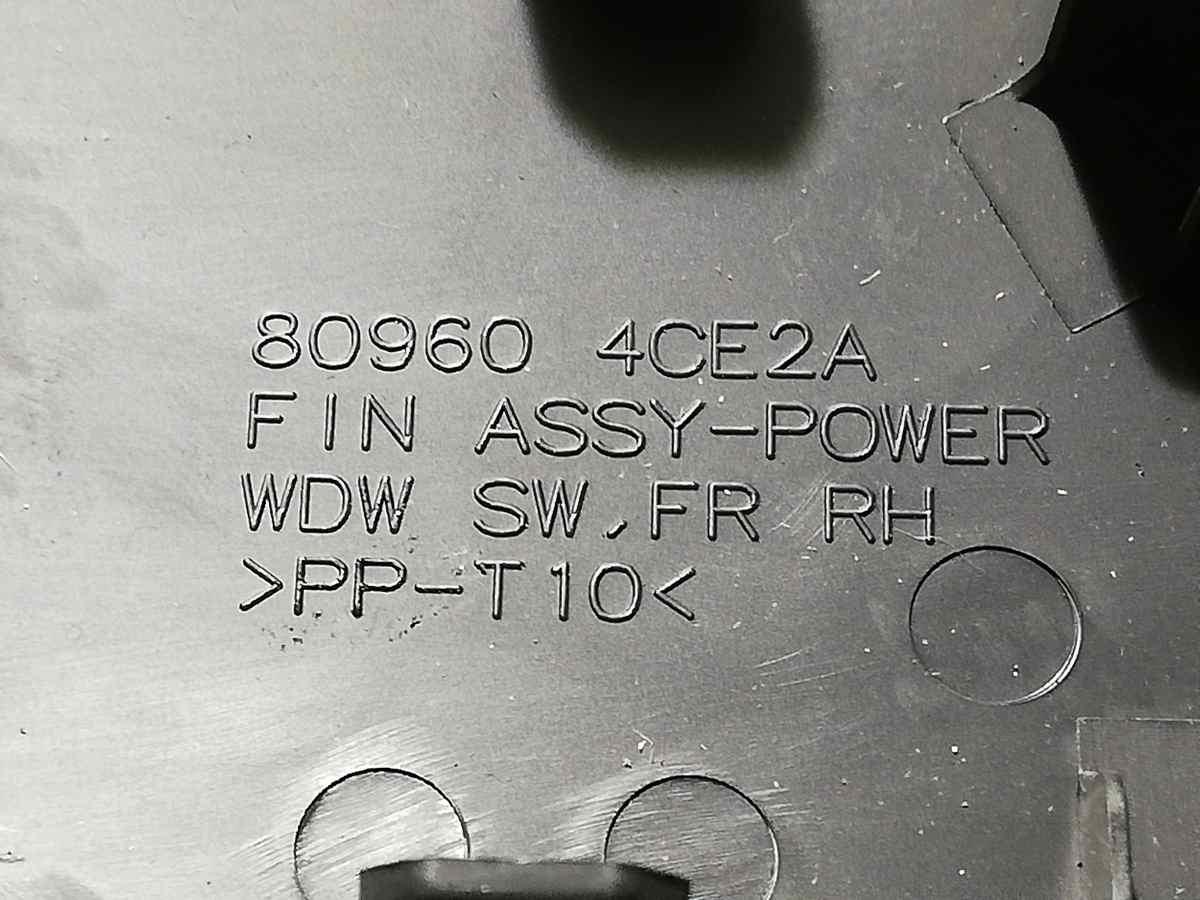 80960 4CE2A
FIN ASSY-POWER
WDW SW,FR RH
>PP-T10<